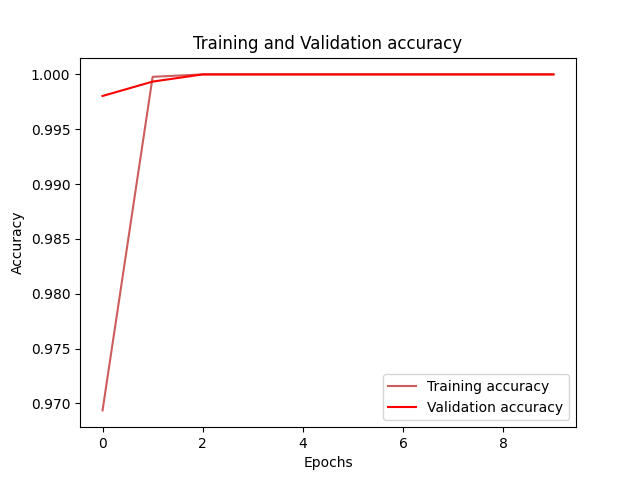 Training and Validation accuracy
Accuracy
1.000
0.995
0.990
0.985
0.980
0.975
0.970
Training accuracy
Validation accuracy
0 2 4 6 8
Epochs